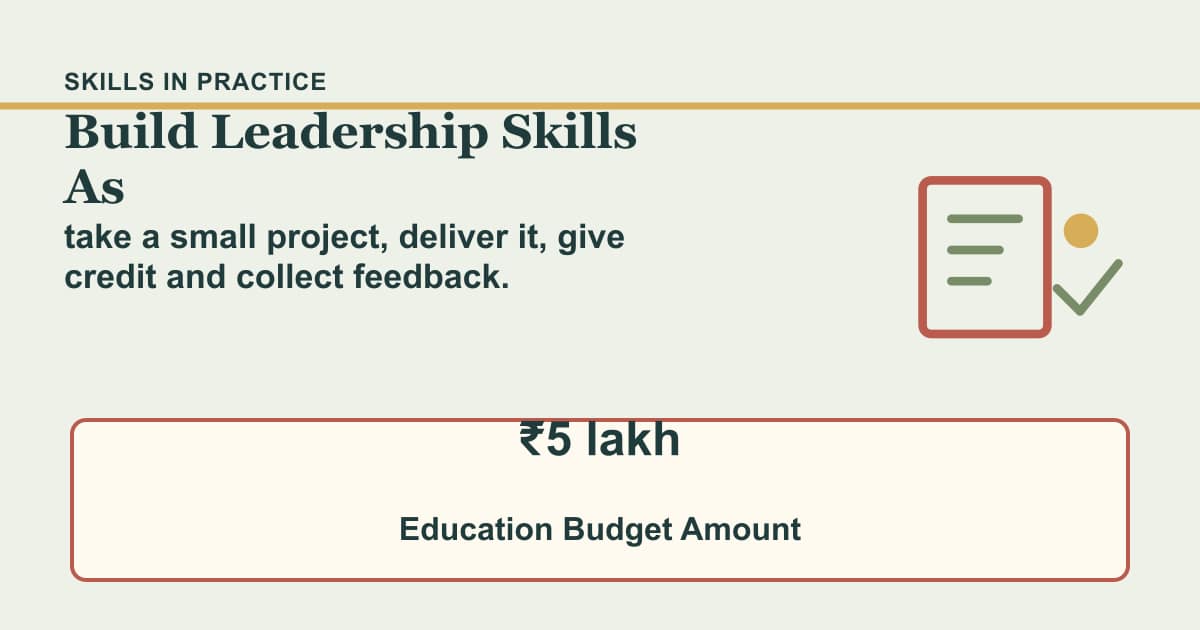 SKILLS IN PRACTICE
Build Leadership Skills
As
take a small project, deliver it, give
credit and collect feedback.
₹5 lakh
Education Budget Amount